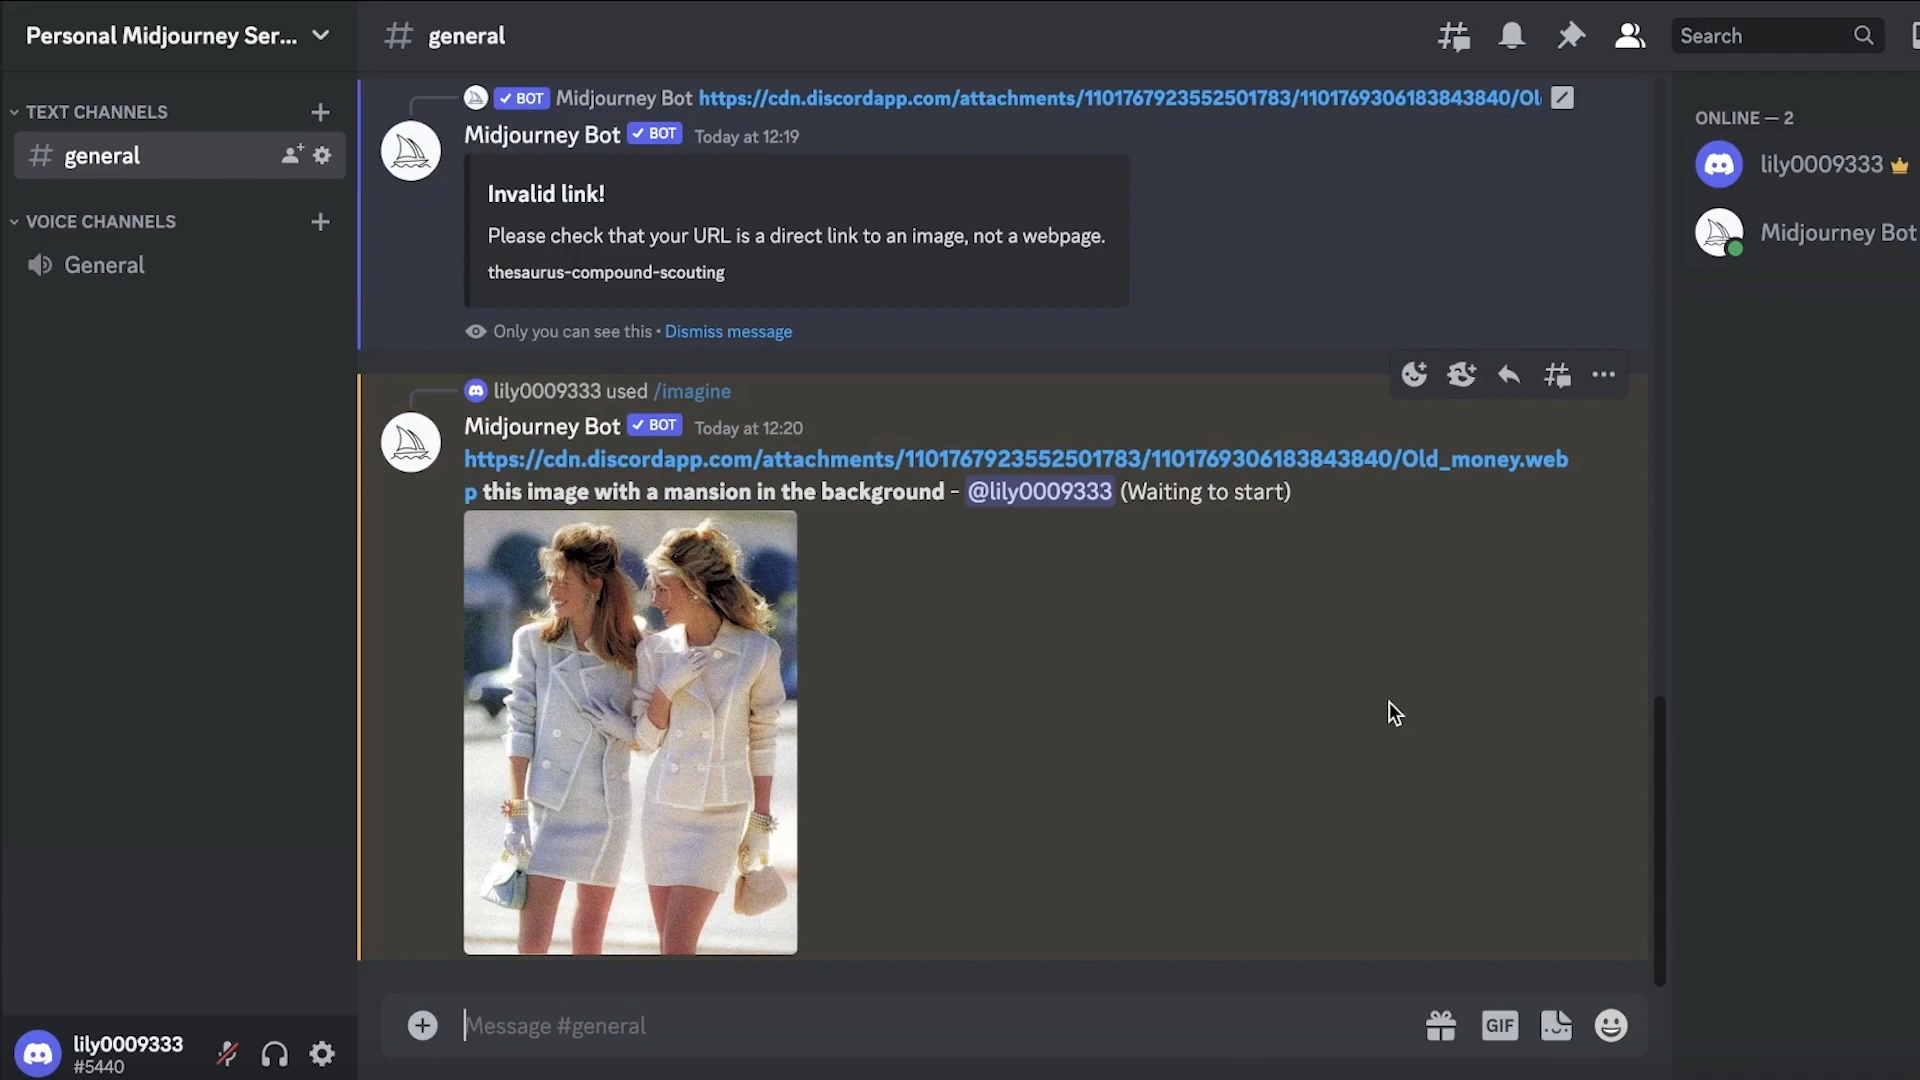 Personal Midjourney Ser...
general
Search
TEXT CHANNELS
general
VOICE CHANNELS
General
BOT Midjourney Bot https://cdn.discordapp.com/attachments/1101767923552501783/1101769306183843840/Ol
Midjourney Bot BOT Today at 12:19
Invalid link!
Please check that your URL is a direct link to an image, not a webpage.
thesaurus-compound-scouting
Only you can see this • Dismiss message
lily0009333 used /imagine
Midjourney Bot BOT Today at 12:20
https://cdn.discordapp.com/attachments/1101767923552501783/1101769306183843840/Old_money.web
p this image with a mansion in the background - @lily0009333 (Waiting to start)
Message #general
GIF
ONLINE — 2
lily0009333
Midjourney Bot
lily0009333
#5440